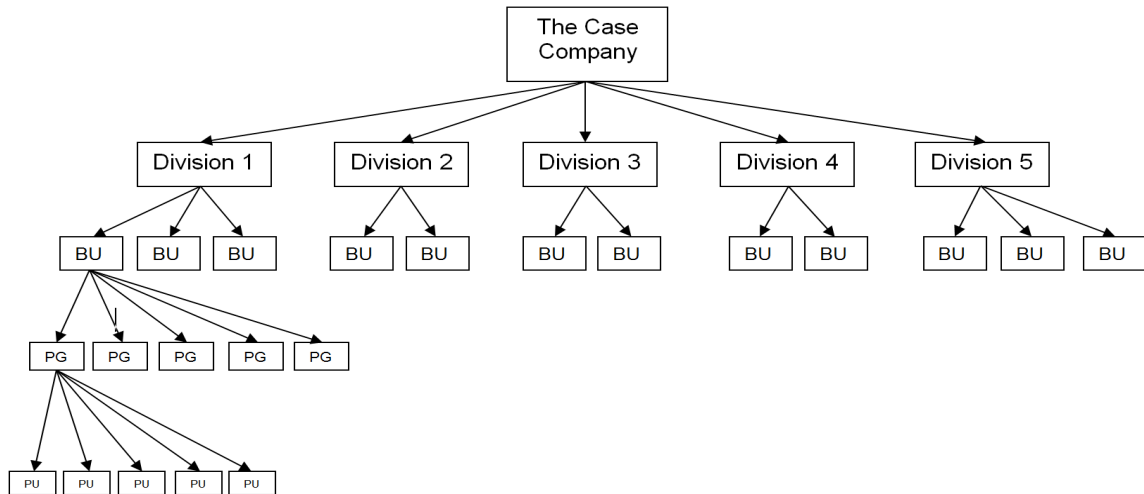 The Case
Company
Division 1
Division 2
Division 3
Division 4
Division 5
BU
BU
BU
BU
BU
BU
BU
BU
BU
BU
BU
BU
PG
PG
PG
PG
PG
PU
PU
PU
PU
PU